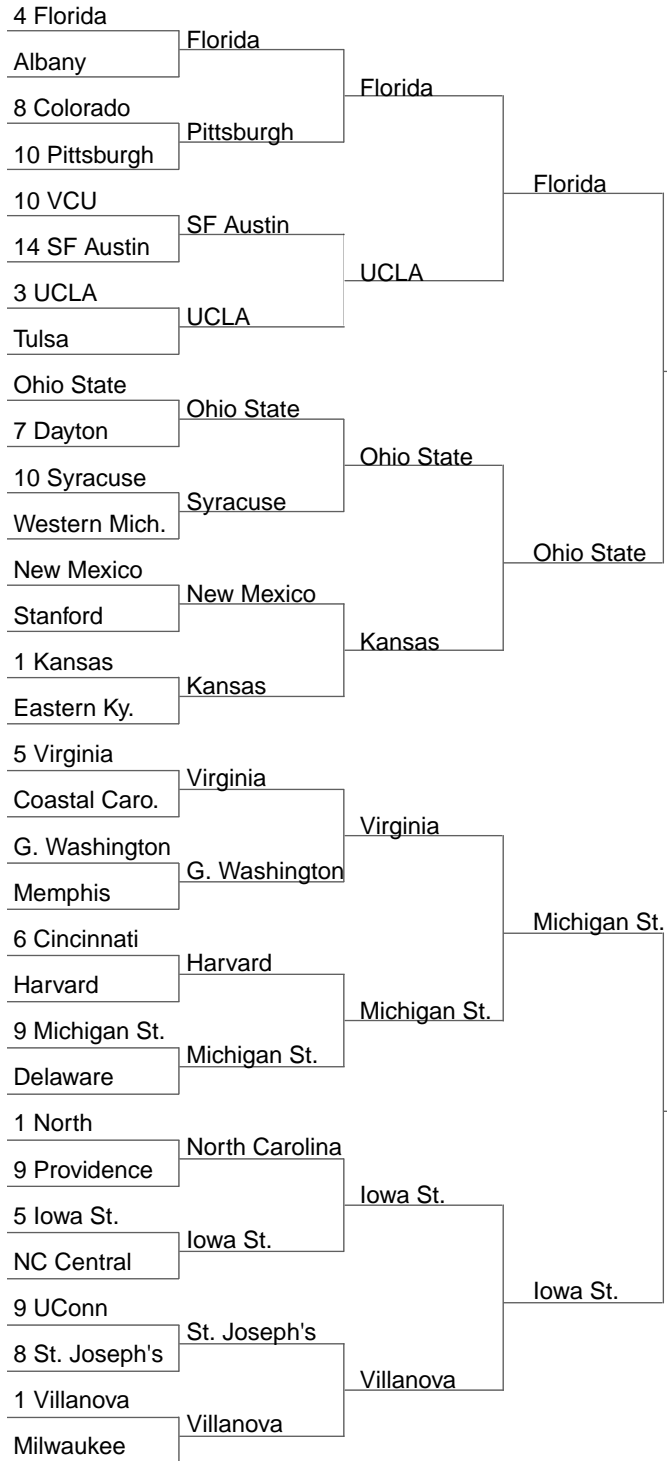 4 Florida
Albany
8 Colorado
10 Pittsburgh
10 VCU
14 SF Austin
3 UCLA
Tulsa
Ohio State
7 Dayton
10 Syracuse
Western Mich.
New Mexico
Stanford
1 Kansas
Eastern Ky.
5 Virginia
Coastal Caro.
G. Washington
Memphis
6 Cincinnati
Harvard
9 Michigan St.
Delaware
1 North
9 Providence
5 Iowa St.
NC Central
9 UConn
8 St. Joseph's
1 Villanova
Milwaukee
Florida
Pittsburgh
SF Austin
UCLA
Ohio State
Syracuse
New Mexico
Kansas
Virginia
G. Washington
Harvard
Michigan St.
North Carolina
Iowa St.
St. Joseph's
Villanova
Florida
UCLA
Ohio State
Kansas
Virginia
Michigan St.
Iowa St.
Villanova
Florida
Ohio State
Michigan St.
Iowa St.